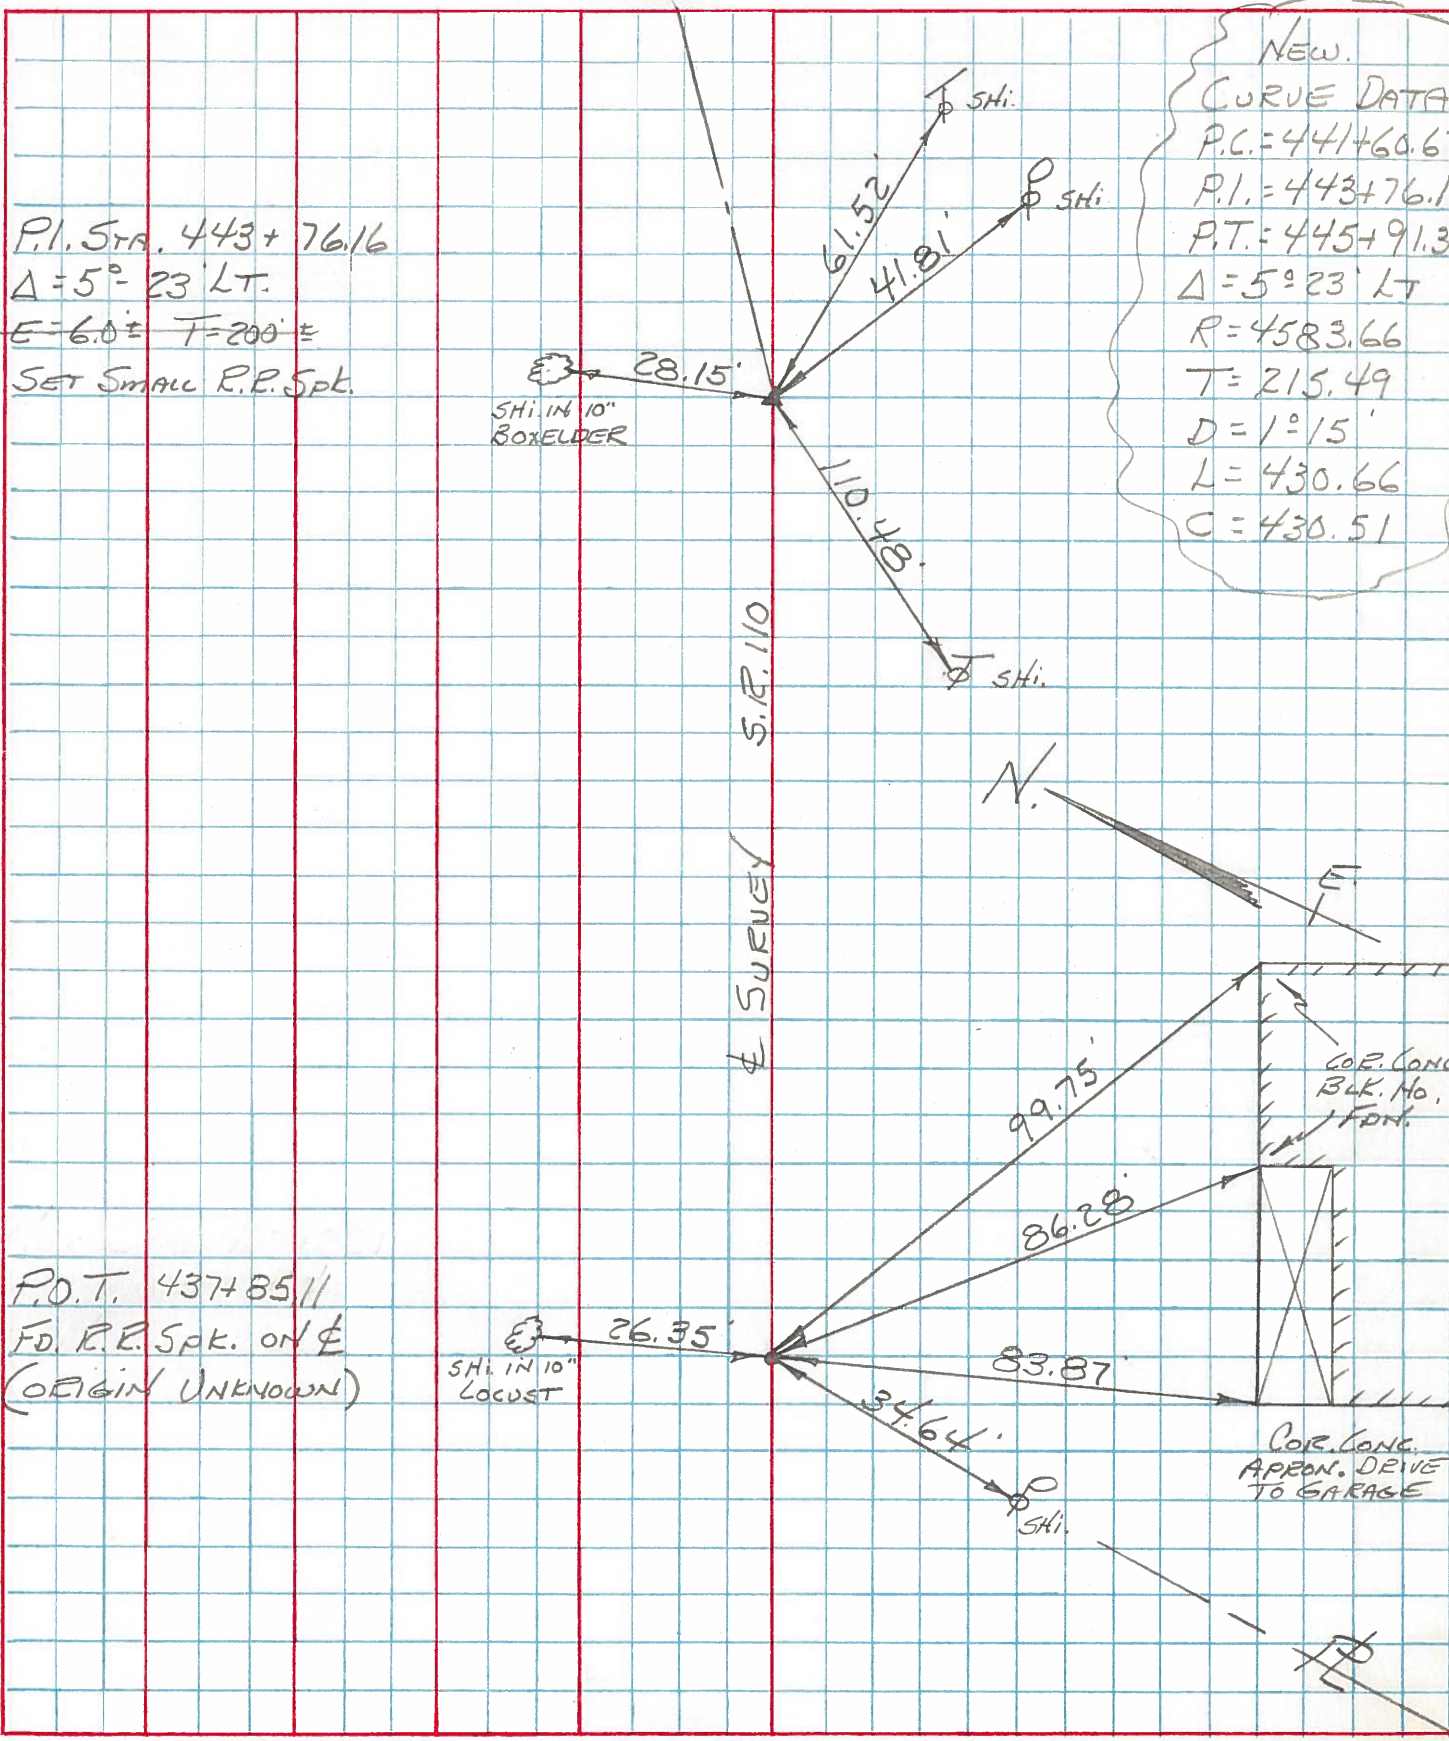 NEW.
CURVE DATA
P.C. = 441+60.6
P.I. = 443+76.1
P.T. = 445+91.3
Δ = 5° 23' LT
R = 4583.66
T = 215.49
D = 1° 15'
L = 430.66
C = 430.51
SHi.
61.52'
SHi
41.81'
P.I. STA. 443+76.16
Δ = 5° 23' LT.
E = 6.0'± T = 200'±
SET SMALL R.R. SPK.
28.15'
SHi. IN 10"
BOXELDER
110.48'
SHi.
S.R. 110
℄ SURVEY
N.
E.
99.75'
COR. CONC
BLK. HO.
FDN.
86.28'
P.O.T. 437+85.11
FD. R.R. SPK. ON ℄
(ORIGIN UNKNOWN)
26.35'
SHi. IN 10"
LOCUST
83.87'
34.64'
SHi.
COR. CONC.
APRON. DRIVE
TO GARAGE